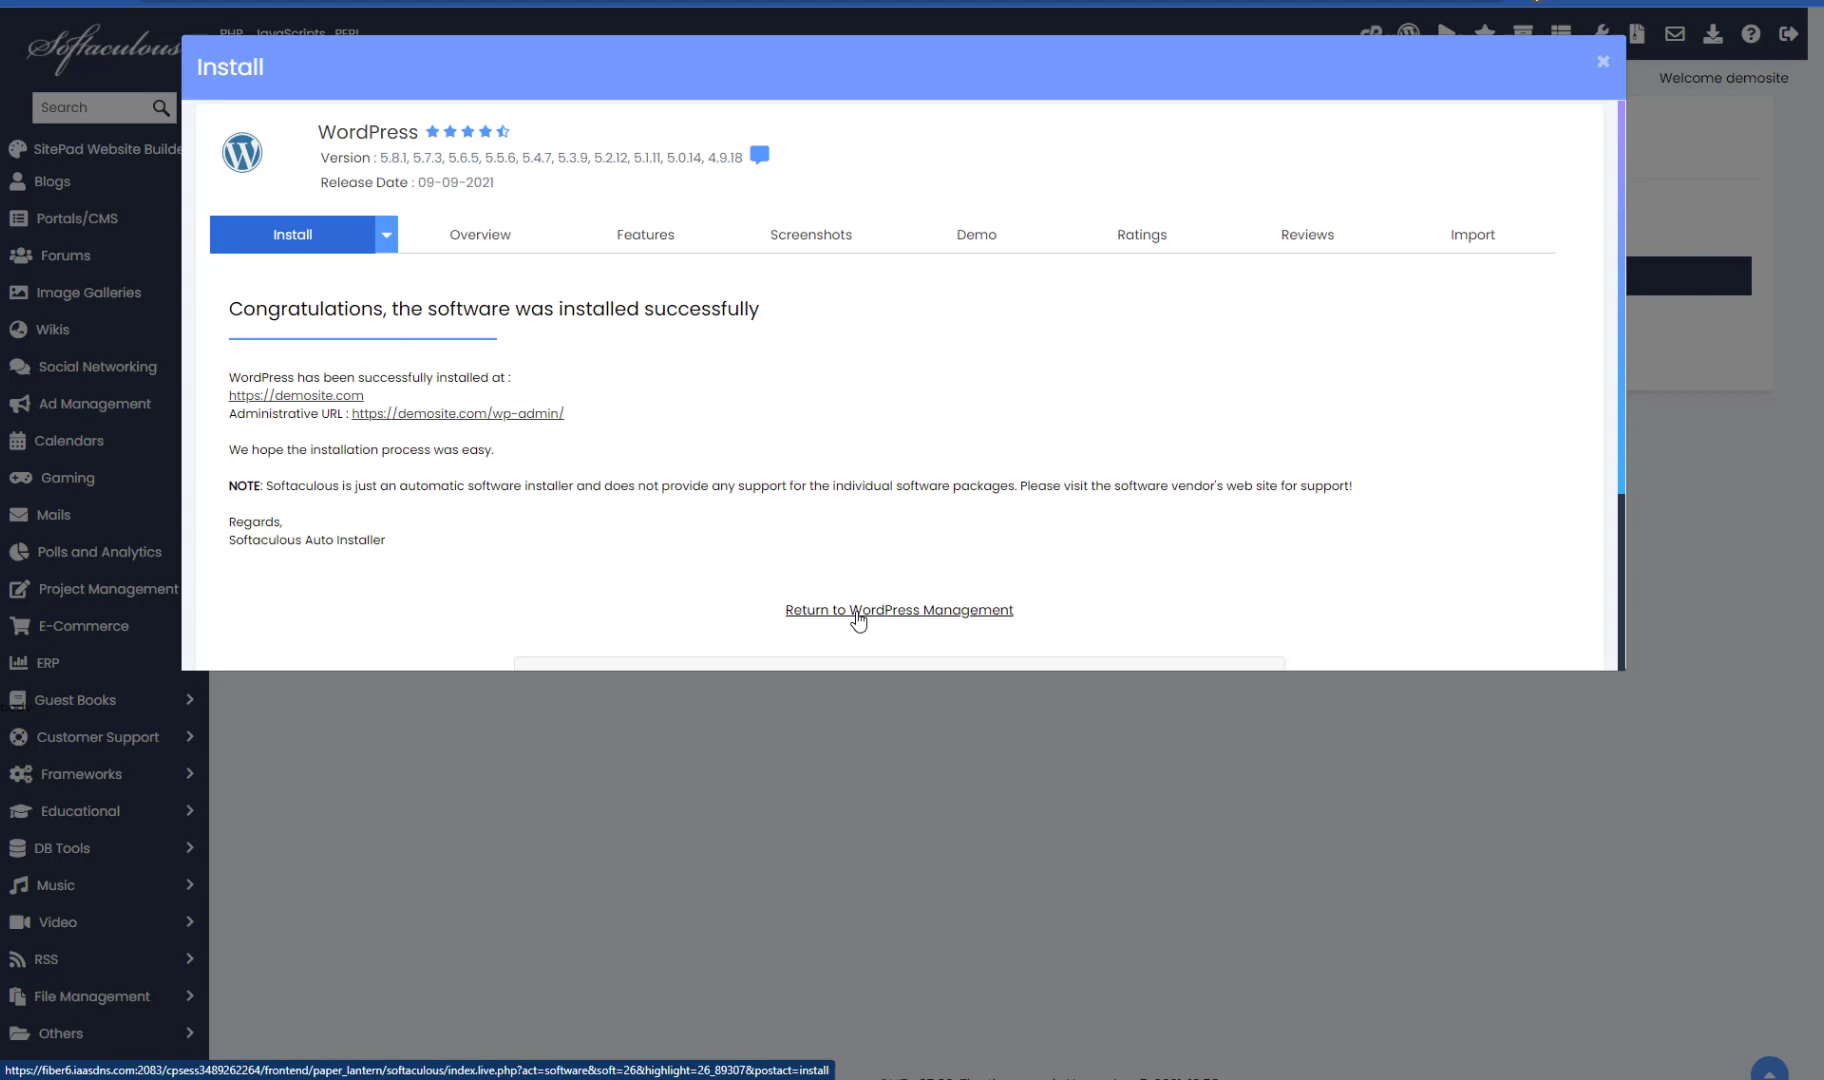 Softaculous
PHP JavaScripts PERL
Welcome demosite
Search
SitePad Website Builde
Blogs
Portals/CMS
Forums
Image Galleries
Wikis
Social Networking
Ad Management
Calendars
Gaming
Mails
Polls and Analytics
Project Management
E-Commerce
ERP
Guest Books
Customer Support
Frameworks
Educational
DB Tools
Music
Video
RSS
File Management
Others
Install
WordPress
Version : 5.8.1, 5.7.3, 5.6.5, 5.5.6, 5.4.7, 5.3.9, 5.2.12, 5.1.11, 5.0.14, 4.9.18
Release Date : 09-09-2021
Install Overview Features Screenshots Demo Ratings Reviews Import
Congratulations, the software was installed successfully
WordPress has been successfully installed at :
https://demosite.com
Administrative URL : https://demosite.com/wp-admin/
We hope the installation process was easy.
NOTE: Softaculous is just an automatic software installer and does not provide any support for the individual software packages. Please visit the software vendor's web site for support!
Regards,
Softaculous Auto Installer
Return to WordPress Management
https://fiber6.iaasdns.com:2083/cpsess3489262264/frontend/paper_lantern/softaculous/index.live.php?act=software&soft=26&highlight=26_89307&postact=install